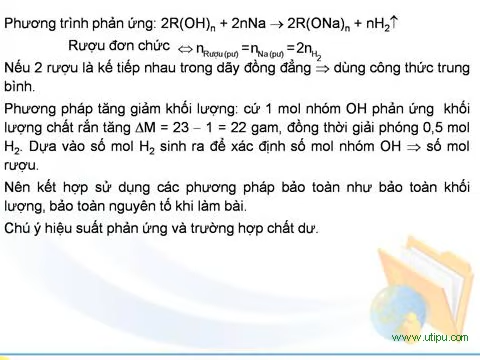 Phương trình phản ứng: 2R(OH)ₙ + 2nNa → 2R(ONa)ₙ + nH₂↑
Rượu đơn chức ⇔ n_Rượu (pư) = n_Na (pư) = 2n_H₂
Nếu 2 rượu là kế tiếp nhau trong dãy đồng đẳng ⇒ dùng công thức trung
bình.
Phương pháp tăng giảm khối lượng: cứ 1 mol nhóm OH phản ứng khối
lượng chất rắn tăng ΔM = 23 – 1 = 22 gam, đồng thời giải phóng 0,5 mol
H₂. Dựa vào số mol H₂ sinh ra để xác định số mol nhóm OH ⇒ số mol
rượu.
Nên kết hợp sử dụng các phương pháp bảo toàn như bảo toàn khối
lượng, bảo toàn nguyên tố khi làm bài.
Chú ý hiệu suất phản ứng và trường hợp chất dư.
www.utipu.com